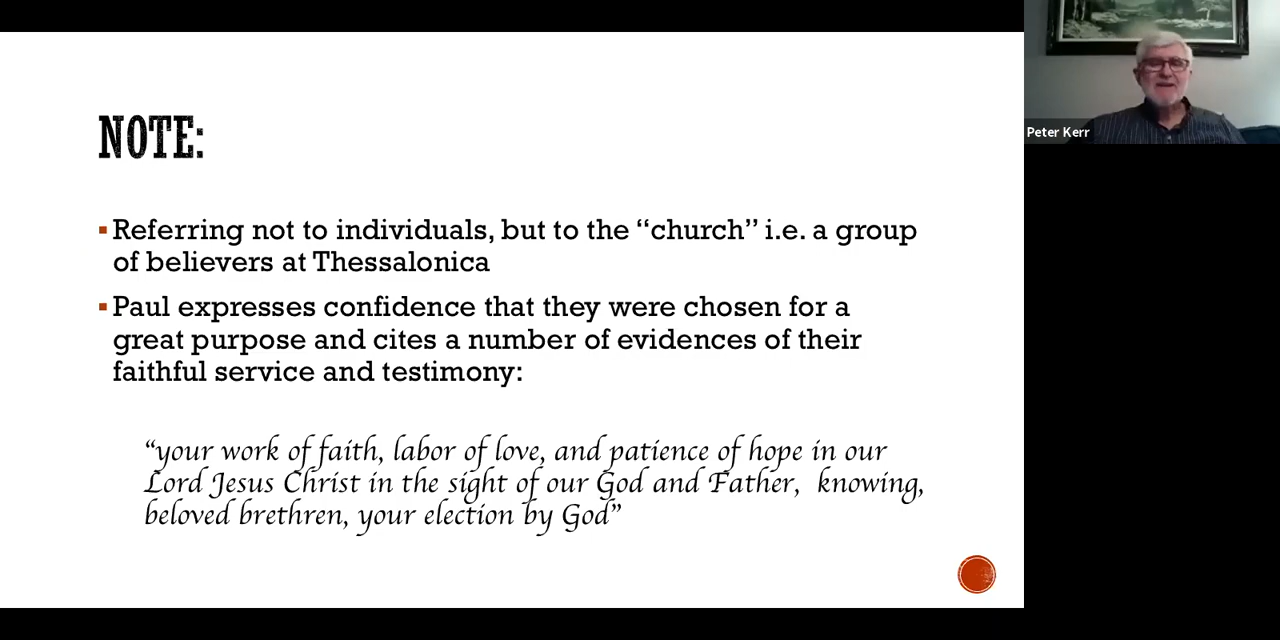 NOTE:
Referring not to individuals, but to the “church” i.e. a group
of believers at Thessalonica
Paul expresses confidence that they were chosen for a
great purpose and cites a number of evidences of their
faithful service and testimony:
“your work of faith, labor of love, and patience of hope in our
Lord Jesus Christ in the sight of our God and Father,  knowing,
beloved brethren, your election by God”
Peter Kerr